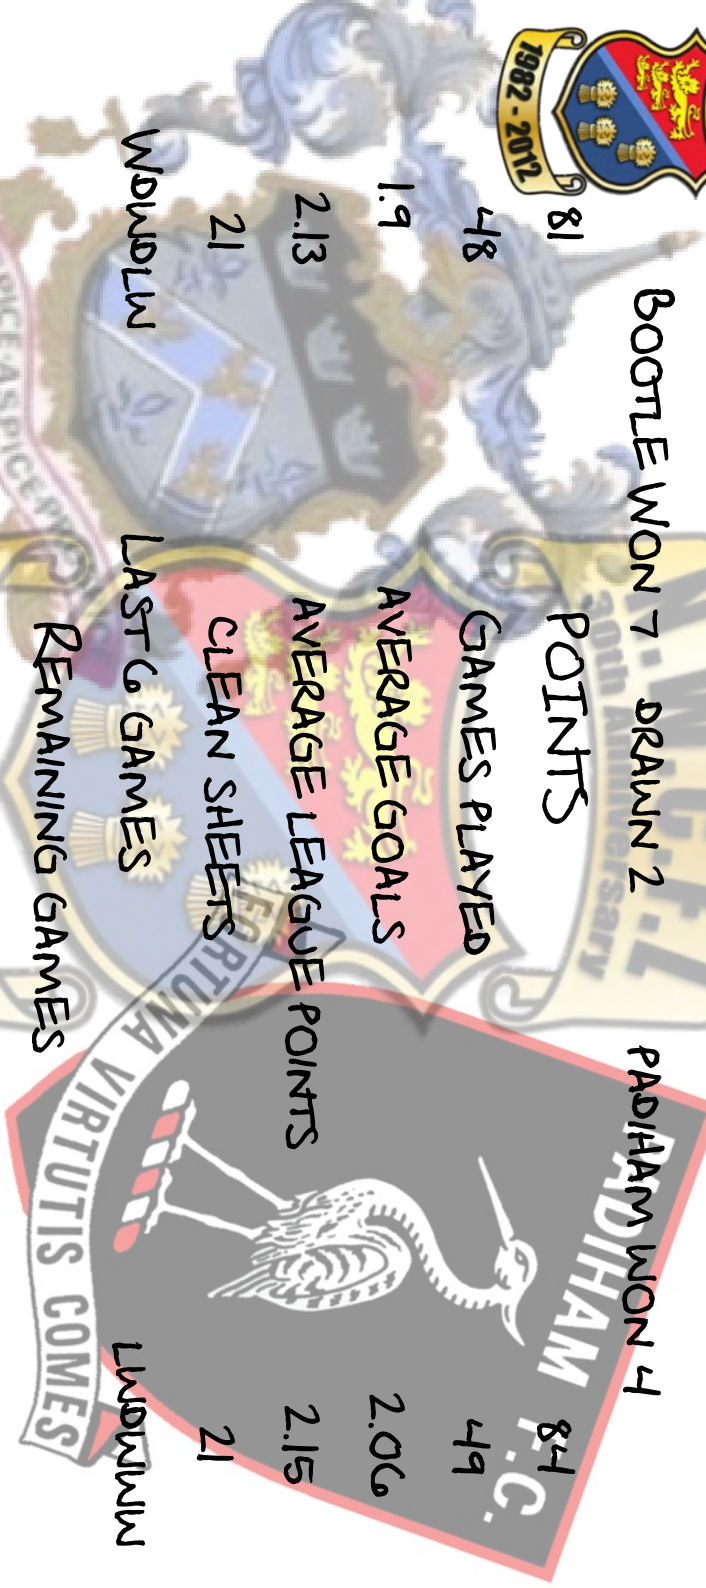 1982 - 2012
N.W.C.F.L
30th Anniversary
PADIHAM F.C.
BOOTLE WON 7 DRAWN 2 PADIHAM WON 4
81 POINTS 84
48 GAMES PLAYED 49
1.9 AVERAGE GOALS 2.06
2.13 AVERAGE LEAGUE POINTS 2.15
21 CLEAN SHEETS 21
WDWDLW LAST 6 GAMES LWDWWW
REMAINING GAMES
FORTUNA VIRTUTIS COMES